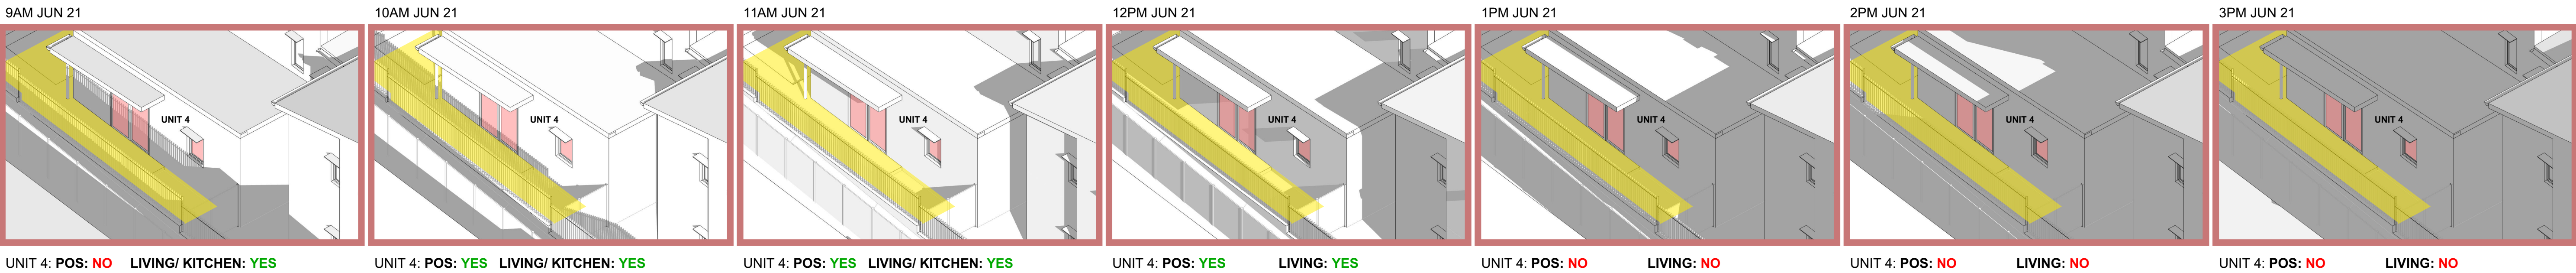 9AM JUN 21
UNIT 4
UNIT 4: POS: NO LIVING/ KITCHEN: YES
10AM JUN 21
UNIT 4
UNIT 4: POS: YES LIVING/ KITCHEN: YES
11AM JUN 21
UNIT 4
UNIT 4: POS: YES LIVING/ KITCHEN: YES
12PM JUN 21
UNIT 4
UNIT 4: POS: YES LIVING: YES
1PM JUN 21
UNIT 4
UNIT 4: POS: NO LIVING: NO
2PM JUN 21
UNIT 4
UNIT 4: POS: NO LIVING: NO
3PM JUN 21
UNIT 4
UNIT 4: POS: NO LIVING: NO